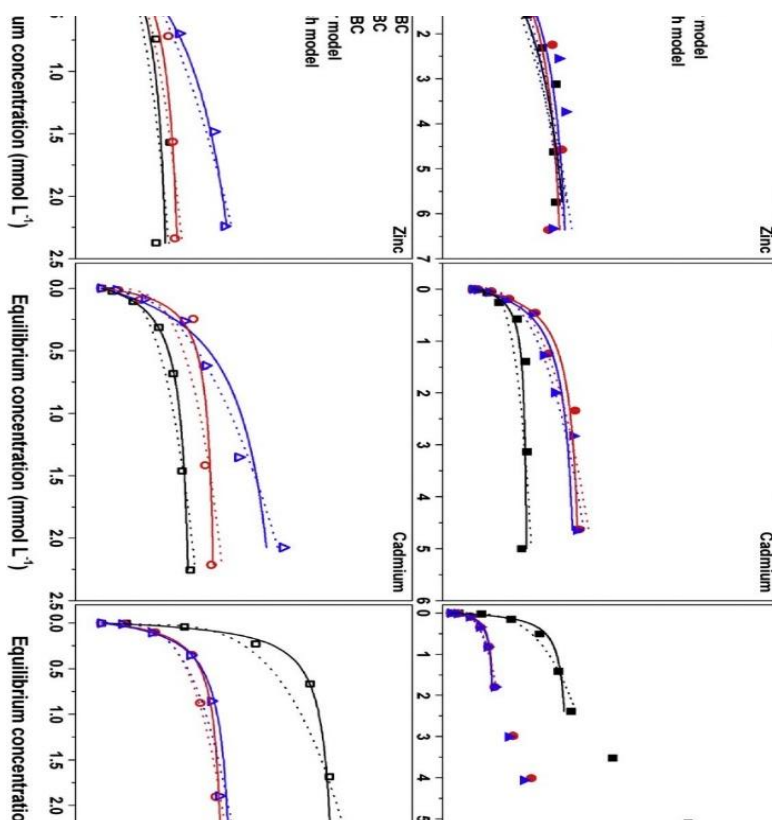 model
model
Zinc
Cadmium
2 3 4 5 6 7
0 1 2 3 4 5 6
0 1 2 3 4 5
BC
BC
BC
model
model
Zinc
Cadmium
1.0 1.5 2.0 2.5
0.0 0.5 1.0 1.5 2.0 2.5
0.0 0.5 1.0 1.5 2.0
um concentration (mmol L⁻¹)
Equilibrium concentration (mmol L⁻¹)
Equilibrium concentratio